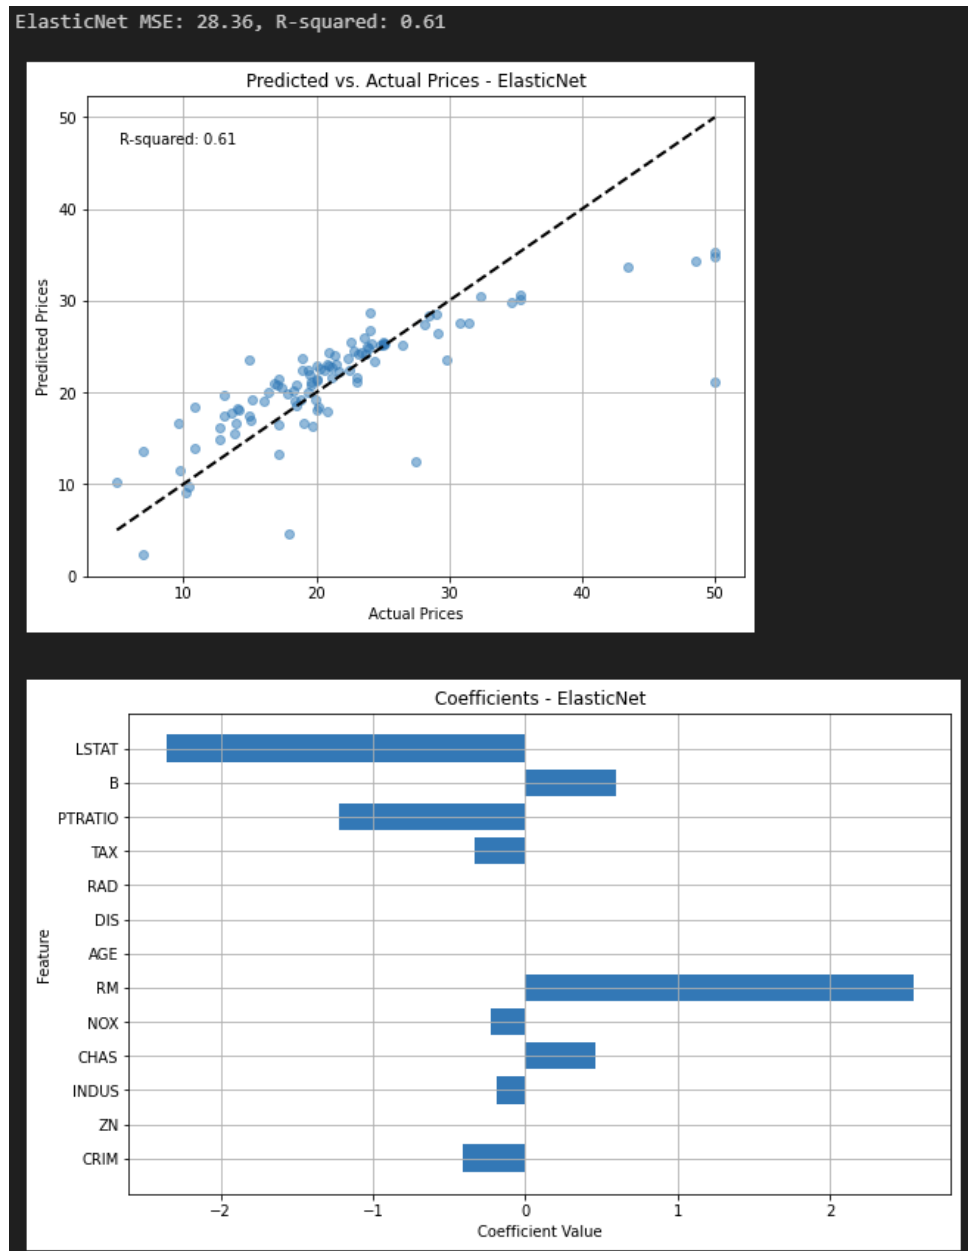 ElasticNet MSE: 28.36, R-squared: 0.61
Predicted vs. Actual Prices - ElasticNet
R-squared: 0.61
Predicted Prices
50
40
30
20
10
0
10 20 30 40 50
Actual Prices
Coefficients - ElasticNet
Feature
LSTAT
B
PTRATIO
TAX
RAD
DIS
AGE
RM
NOX
CHAS
INDUS
ZN
CRIM
−2 −1 0 1 2
Coefficient Value